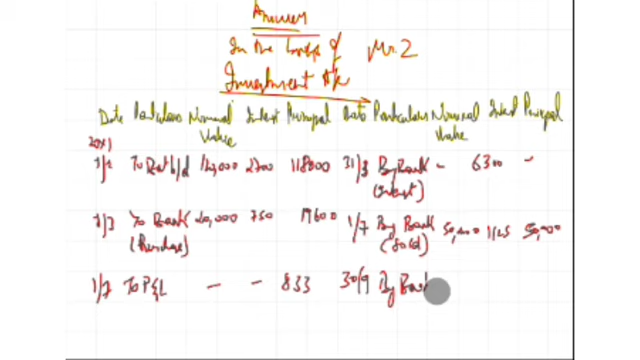 Answer
In the books of Mr. Z
Investment A/c
Date Particulars Nominal Value Interest Principal Date Particulars Nominal Value Interest Principal
20X1
1/1 To Bal b/d 120,000 2700 118800 31/3 By Bank (Interest) - 6300 -
1/3 To Bank (Purchase) 20,000 750 19600 1/7 By Bank (Sold) 50,000 1125 50,000
1/7 To P&L - - 833 30/9 By Bank